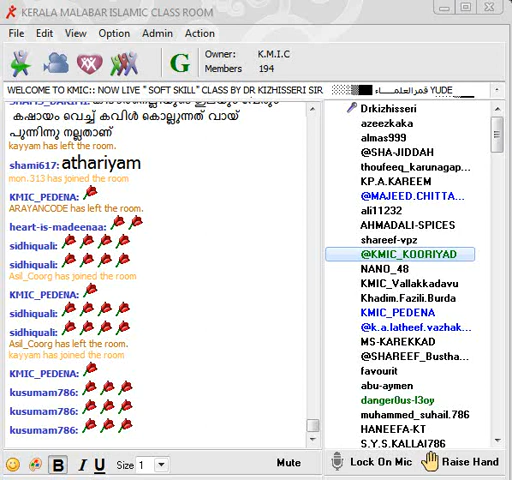 KERALA MALABAR ISLAMIC CLASS ROOM
File Edit View Option Admin Action
G
Owner: K.M.I.C
Members 194
WELCOME TO KMIC:: NOW LIVE " SOFT SKILL" CLASS BY DR KIZHISSERI SIR YUDE
കഷായം വെച്ച് കവിള്‍ കൊല്ലുന്നത് വായ്
പുന്നിനു നല്ലതാണ്
kayyam has left the room.
shami617: athariyam
mon.313 has joined the room
KMIC_PEDENA:
ARAYANCODE has left the room.
heart-is-madeenaa:
sidhiquali:
sidhiquali:
Asil_Coorg has joined the room
KMIC_PEDENA:
sidhiquali:
sidhiquali:
Asil_Coorg has left the room.
kayyam has joined the room
KMIC_PEDENA:
kusumam786:
kusumam786:
kusumam786:
Drkizhisseri
azeezkaka
almas999
@SHA-JIDDAH
thoufeeq_karunagap...
KP.A.KAREEM
@MAJEED.CHITTA...
ali11232
AHMADALI-SPICES
shareef-vpz
@KMIC_KOORIYAD
NANO_48
KMIC_Vallakkadavu
Khadim.Fazili.Burda
KMIC_PEDENA
@k.a.latheef.vazhak...
MS-KAREKKAD
@SHAREEF_Bustha...
favourit
abu-aymen
danger0us-l3oy
muhammed_suhail.786
HANEEFA-KT
S.Y.S.KALLAI786
B I U Size 1 Mute
Lock On Mic Raise Hand